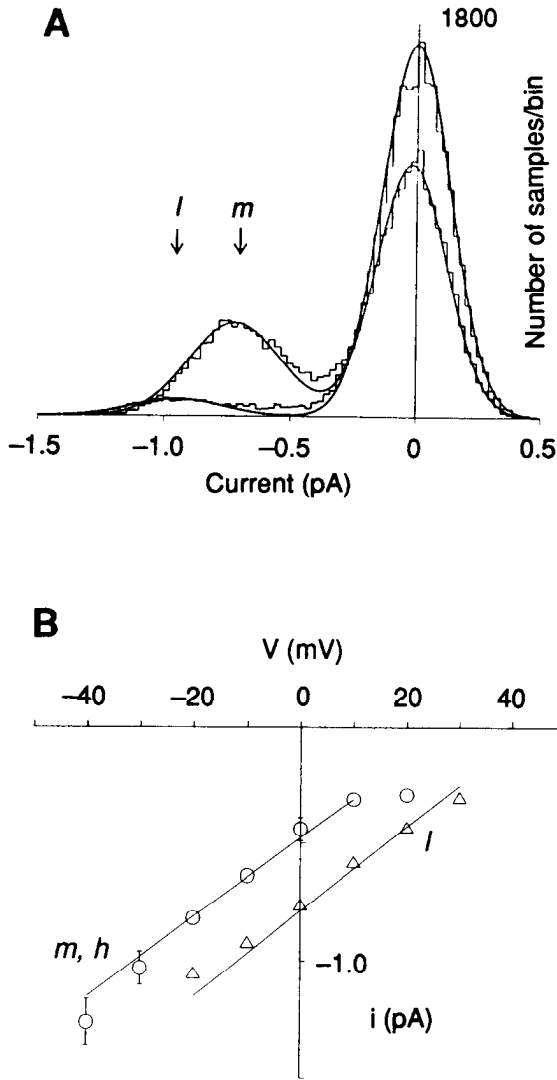 A
1800
Number of samples/bin
l m
−1.5 −1.0 −0.5 0 0.5
Current (pA)
B
V (mV)
−40 −20 0 20 40
l
m, h
−1.0
i (pA)